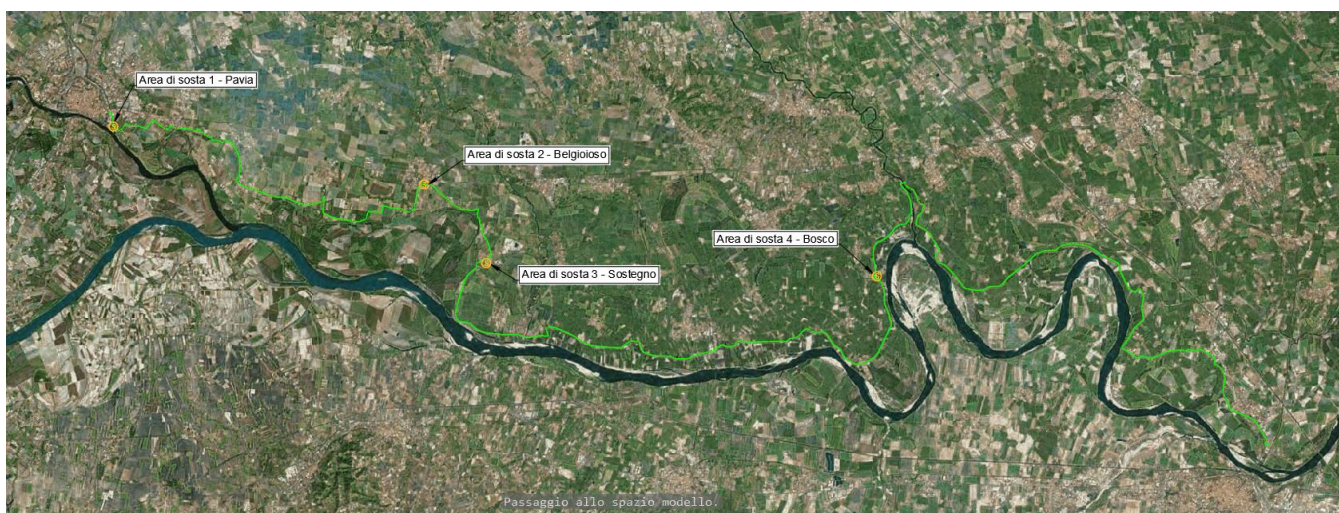 Area di sosta 1 - Pavia
Area di sosta 2 - Belgioioso
Area di sosta 4 - Bosco
Area di sosta 3 - Sostegno
Passaggio allo spazio modello.